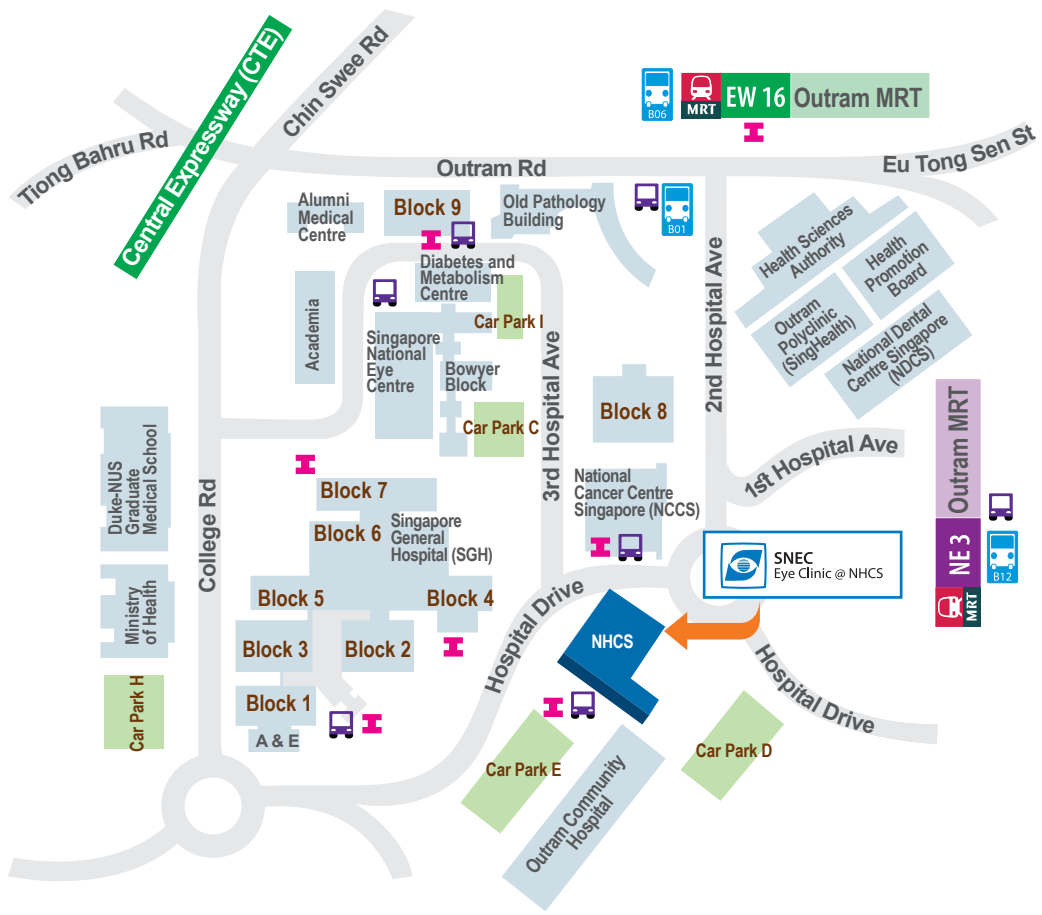 Central Expressway (CTE)
Chin Swee Rd
Tiong Bahru Rd
B06
MRT
EW 16
Outram MRT
Outram Rd
Eu Tong Sen St
Alumni
Medical
Centre
Block 9
Old Pathology
Building
B01
Health Sciences
Authority
Health
Promotion
Board
Outram
Polyclinic
(SingHealth)
National Dental
Centre Singapore
(NDCS)
Diabetes and
Metabolism
Centre
Car Park I
Academia
Singapore
National
Eye
Centre
Bowyer
Block
Car Park C
3rd Hospital Ave
2nd Hospital Ave
Block 8
1st Hospital Ave
Outram MRT
NE 3
MRT
B12
Duke-NUS
Graduate
Medical School
College Rd
Block 7
Block 6
Singapore
General
Hospital (SGH)
National
Cancer Centre
Singapore (NCCS)
SNEC
Eye Clinic @ NHCS
Ministry
of Health
Block 5
Block 4
Block 3
Block 2
Block 1
A & E
Hospital Drive
NHCS
Hospital Drive
Car Park H
Car Park E
Car Park D
Outram Community
Hospital